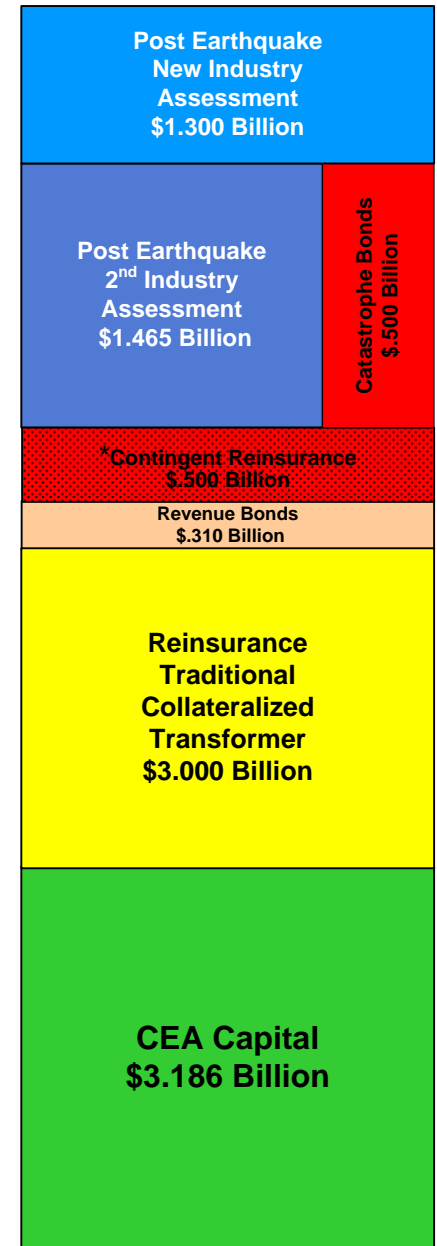 Post Earthquake
New Industry
Assessment
$1.300 Billion
Post Earthquake
2nd Industry
Assessment
$1.465 Billion
Catastrophe Bonds
$.500 Billion
*Contingent Reinsurance
$.500 Billion
Revenue Bonds
$.310 Billion
Reinsurance
Traditional
Collateralized
Transformer
$3.000 Billion
CEA Capital
$3.186 Billion